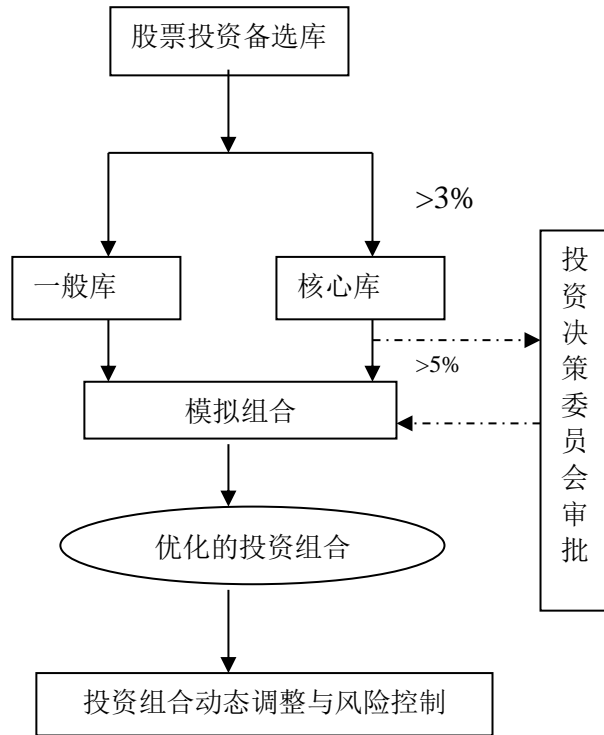 股票投资备选库
>3%
一般库
核心库
>5%
投资决策委员会审批
模拟组合
优化的投资组合
投资组合动态调整与风险控制